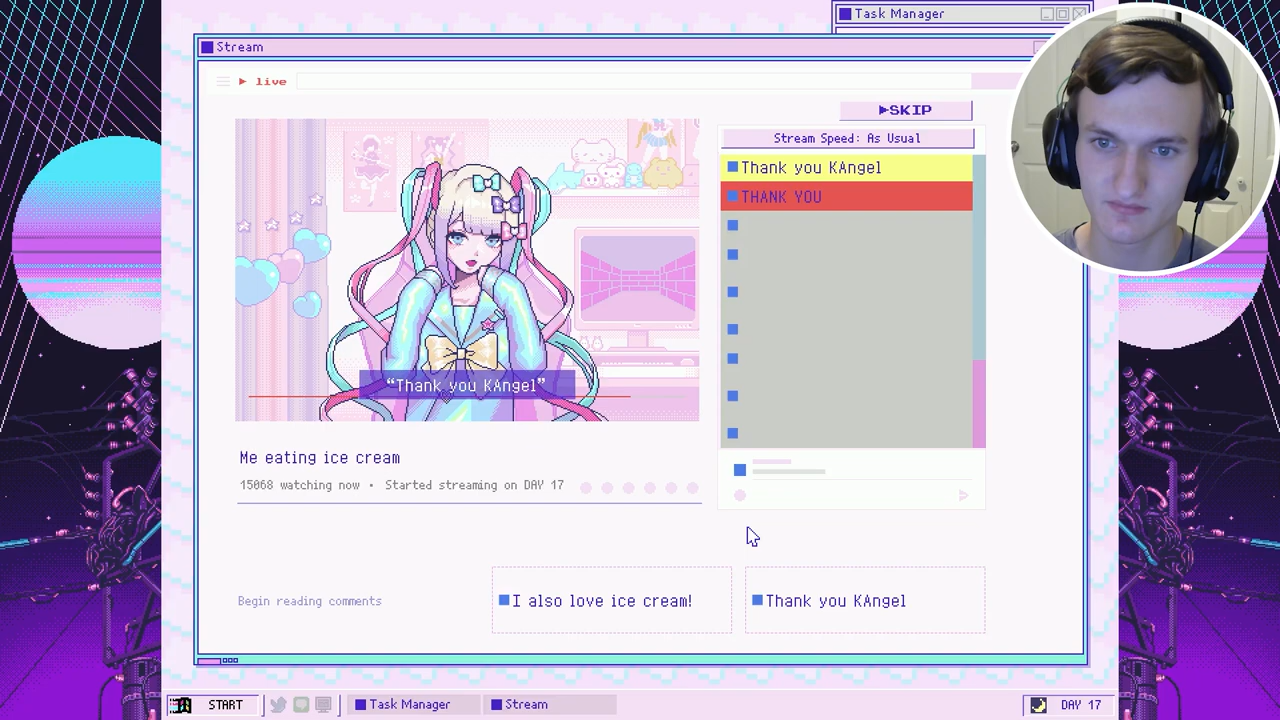 Task Manager
Stream
live
SKIP
Stream Speed: As Usual
Thank you KAngel
THANK YOU
“Thank you KAngel”
Me eating ice cream
15068 watching now • Started streaming on DAY 17
Begin reading comments
I also love ice cream!
Thank you KAngel
START
Task Manager
Stream
DAY 17